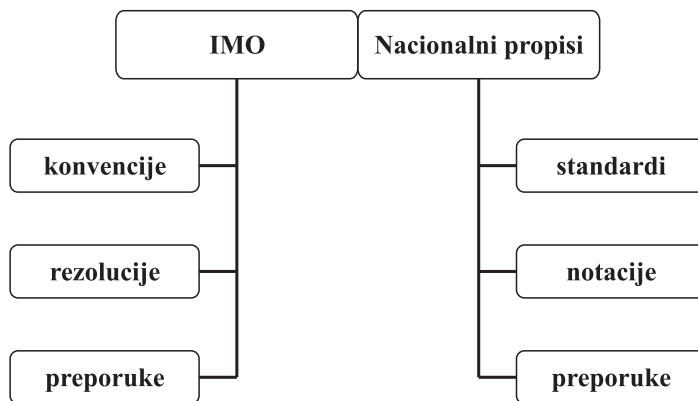 IMO
Nacionalni propisi
konvencije
standardi
rezolucije
notacije
preporuke
preporuke